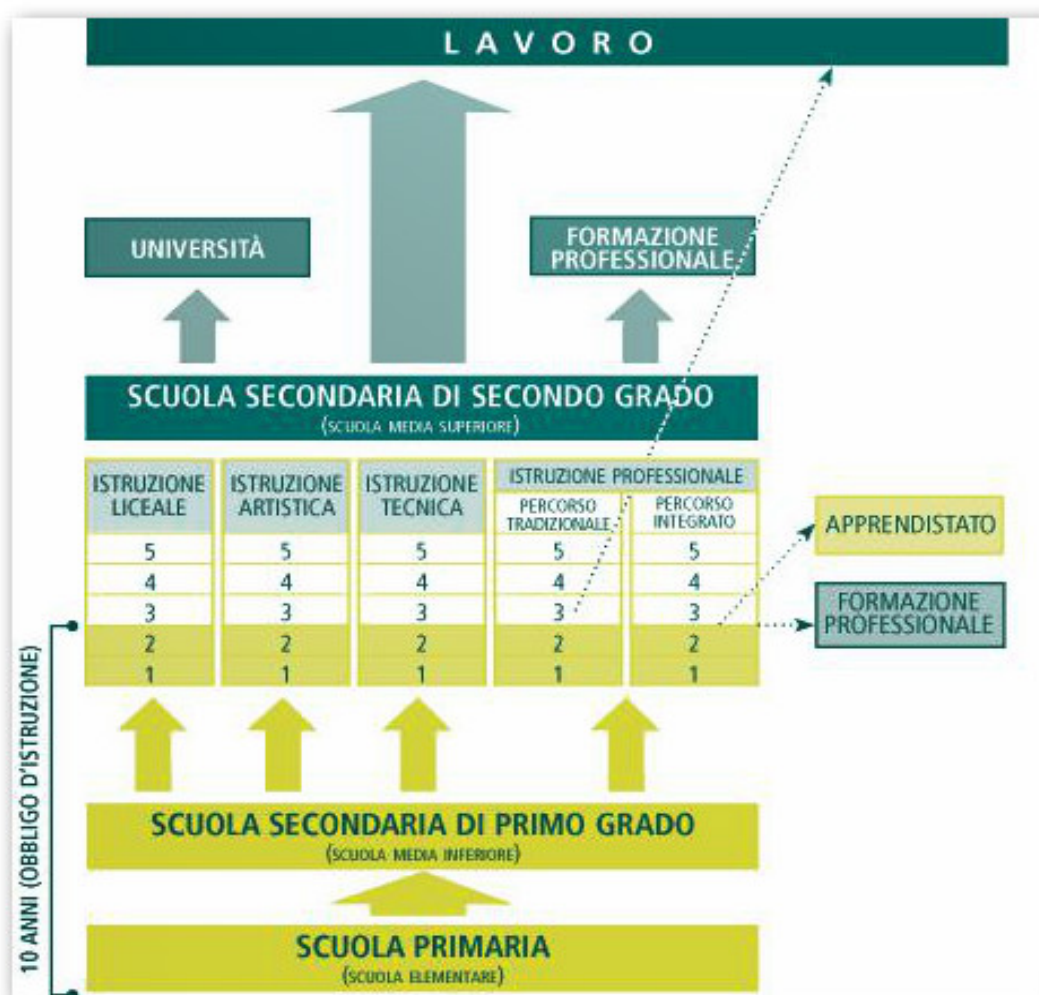 LAVORO
UNIVERSITÀ
FORMAZIONE
PROFESSIONALE
SCUOLA SECONDARIA DI SECONDO GRADO
(SCUOLA MEDIA SUPERIORE)
ISTRUZIONE
LICEALE
5
4
3
2
1
ISTRUZIONE
ARTISTICA
5
4
3
2
1
ISTRUZIONE
TECNICA
5
4
3
2
1
ISTRUZIONE PROFESSIONALE
PERCORSO
TRADIZIONALE
5
4
3
2
1
PERCORSO
INTEGRATO
5
4
3
2
1
APPRENDISTATO
FORMAZIONE
PROFESSIONALE
10 ANNI (OBBLIGO D'ISTRUZIONE)
SCUOLA SECONDARIA DI PRIMO GRADO
(SCUOLA MEDIA INFERIORE)
SCUOLA PRIMARIA
(SCUOLA ELEMENTARE)